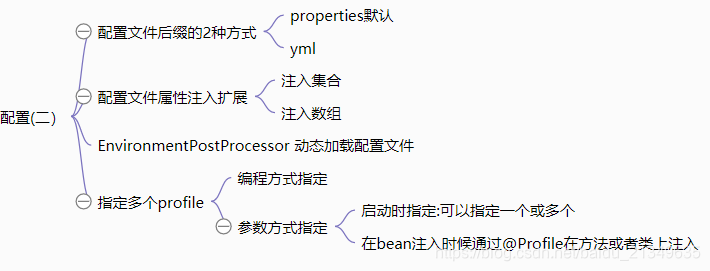 配置(二)
配置文件后缀的2种方式
properties默认
yml
配置文件属性注入扩展
注入集合
注入数组
EnvironmentPostProcessor 动态加载配置文件
指定多个profile
编程方式指定
参数方式指定
启动时指定:可以指定一个或多个
在bean注入时候通过@Profile在方法或者类上注入
https://blog.csdn.net/baidu_21349635